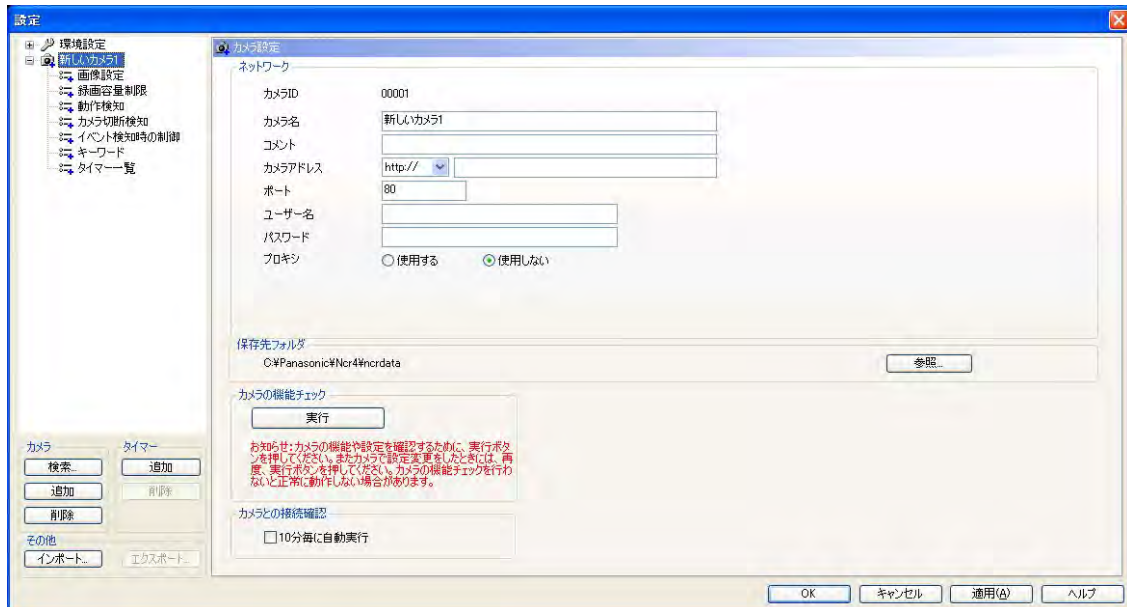 設定
環境設定
新しいカメラ1
画像設定
録画容量制限
動作検知
カメラ切断検知
イベント検知時の制御
キーワード
タイマー一覧
カメラ
検索...
追加
削除
タイマー
追加
削除
その他
インポート...
エクスポート...
カメラ設定
ネットワーク
カメラID 00001
カメラ名 新しいカメラ1
コメント
カメラアドレス http://
ポート 80
ユーザー名
パスワード
プロキシ 使用する 使用しない
保存先フォルダ
C:¥Panasonic¥Ncr4¥ncrdata 参照...
カメラの機能チェック
実行
お知らせ:カメラの機能や設定を確認するために、実行ボタ
ンを押してください。またカメラで設定変更をしたときには、再
度、実行ボタンを押してください。カメラの機能チェックを行わ
ないと正常に動作しない場合があります。
カメラとの接続確認
10分毎に自動実行
OK キャンセル 適用(A) ヘルプ